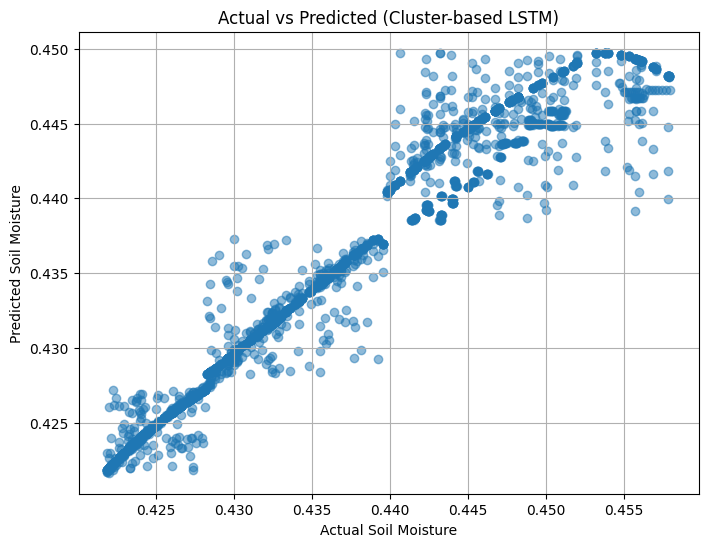 Actual vs Predicted (Cluster-based LSTM)
0.450
0.445
0.440
0.435
0.430
0.425
Predicted Soil Moisture
0.425 0.430 0.435 0.440 0.445 0.450 0.455
Actual Soil Moisture